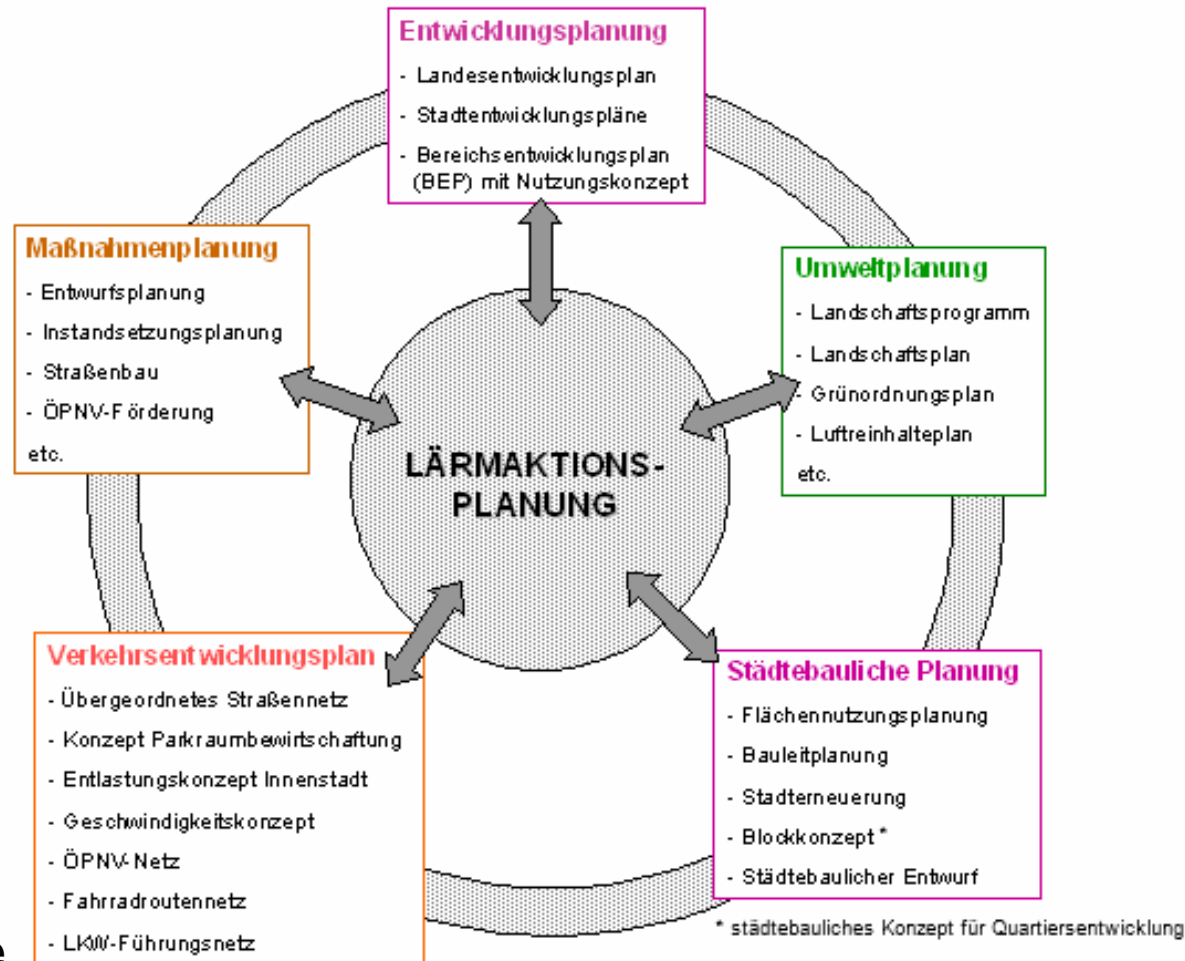 Entwicklungsplanung
- Landesentwicklungsplan
- Stadtentwicklungspläne
- Bereichsentwicklungsplan
(BEP) mit Nutzungskonzept
Maßnahmenplanung
- Entwurfsplanung
- Instandsetzungsplanung
- Straßenbau
- ÖPNV-Förderung
etc.
Umweltplanung
- Landschaftsprogramm
- Landschaftsplan
- Grünordnungsplan
- Luftreinhalteplan
etc.
LÄRMAKTIONS-
PLANUNG
Verkehrsentwicklungsplan
- Übergeordnetes Straßennetz
- Konzept Parkraumbewirtschaftung
- Entlastungskonzept Innenstadt
- Geschwindigkeitskonzept
- ÖPNV-Netz
- Fahrradroutennetz
- LKW-Führungsnetz
Städtebauliche Planung
- Flächennutzungsplanung
- Bauleitplanung
- Stadterneuerung
- Blockkonzept *
- Städtebaulicher Entwurf
* städtebauliches Konzept für Quartiersentwicklung